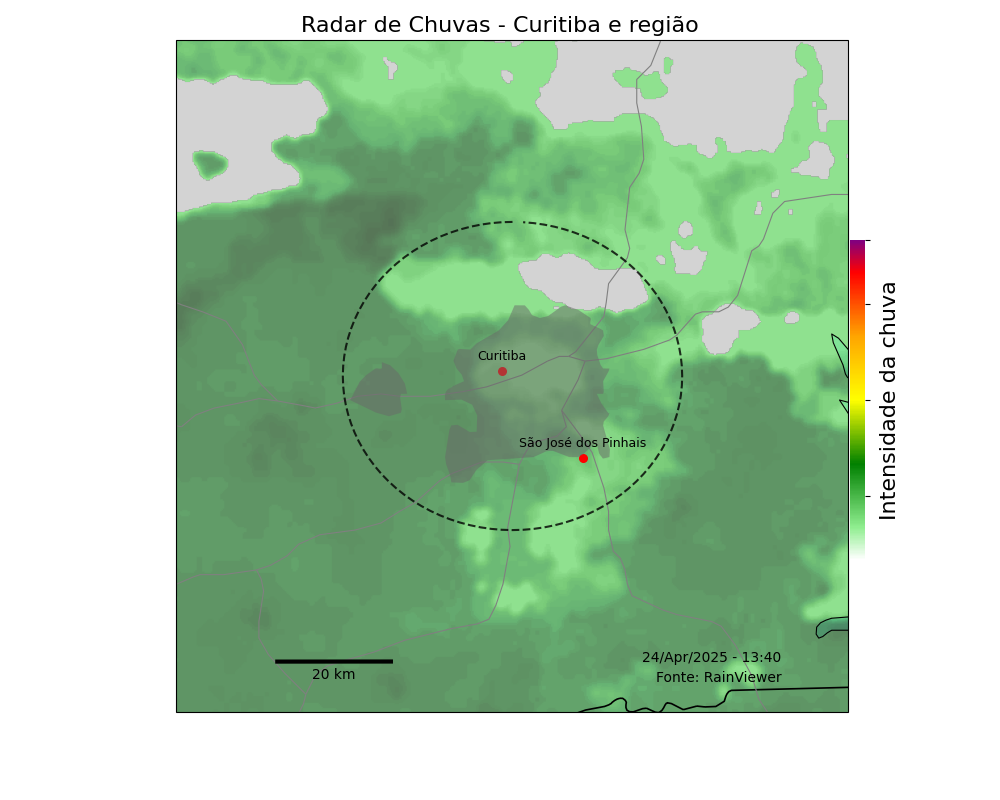 Radar de Chuvas - Curitiba e região
Curitiba
São José dos Pinhais
Intensidade da chuva
20 km
24/Apr/2025 - 13:40
Fonte: RainViewer